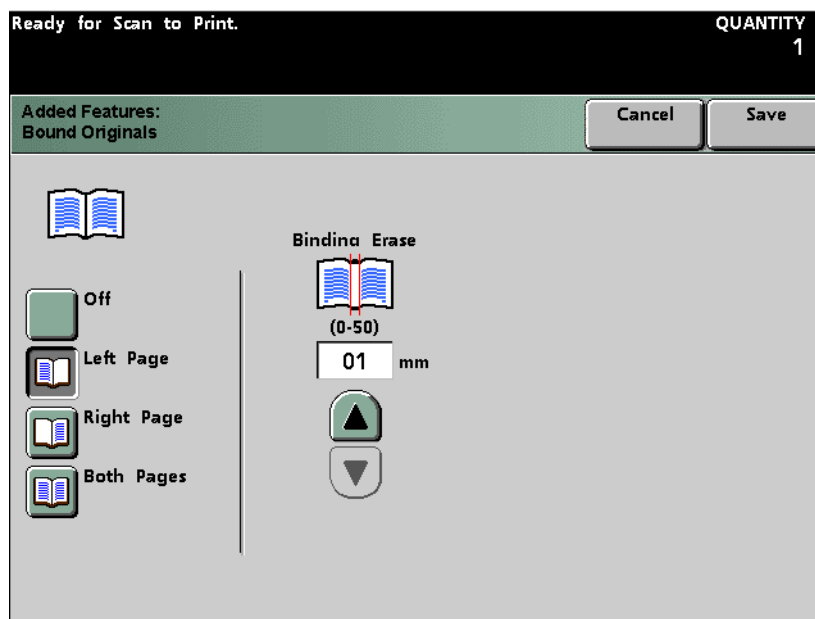 Ready for Scan to Print.
QUANTITY
1
Added Features:
Bound Originals
Cancel
Save
Binding Erase
Off
(0-50)
Left Page
01 mm
Right Page
Both Pages